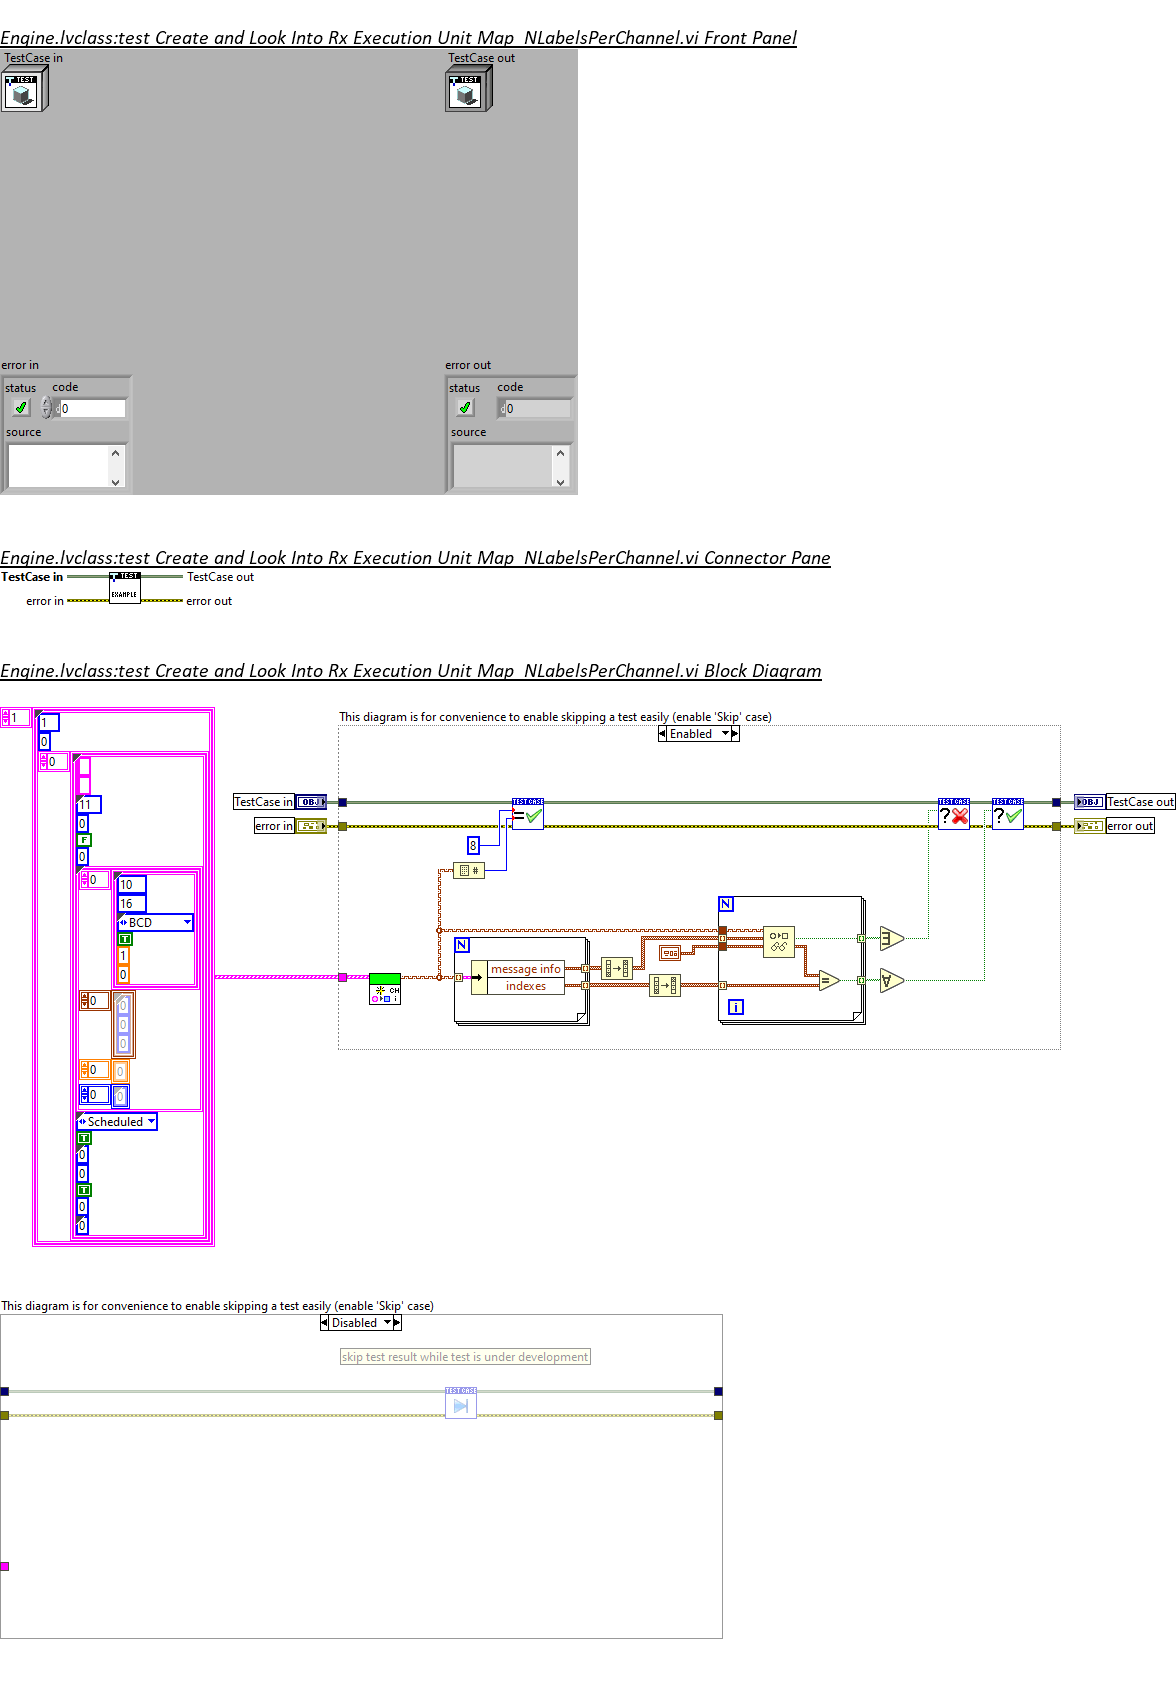 Engine.lvclass:test Create and Look Into Rx Execution Unit Map_NLabelsPerChannel.vi Front Panel
TestCase in
TestCase out
TEST
TEST
error in
error out
status
code
status
code
d 0
d 0
source
source
Engine.lvclass:test Create and Look Into Rx Execution Unit Map_NLabelsPerChannel.vi Connector Pane
TestCase in
TEST
TestCase out
error in
EXAMPLE
error out
Engine.lvclass:test Create and Look Into Rx Execution Unit Map_NLabelsPerChannel.vi Block Diagram
This diagram is for convenience to enable skipping a test easily (enable 'Skip' case)
Enabled
1
1
0
0
11
0
F
0
0
10
16
BCD
T
1
0
0
0
0
0
0
0
0
0
Scheduled
T
0
0
T
0
0
TestCase in
OBJ
TEST CASE
=
TEST CASE
?
TEST CASE
?
OBJ
TestCase out
error in
error out
8
#
N
message info
indexes
CH
i
N
=
i
∃
∀
This diagram is for convenience to enable skipping a test easily (enable 'Skip' case)
Disabled
skip test result while test is under development
TEST CASE